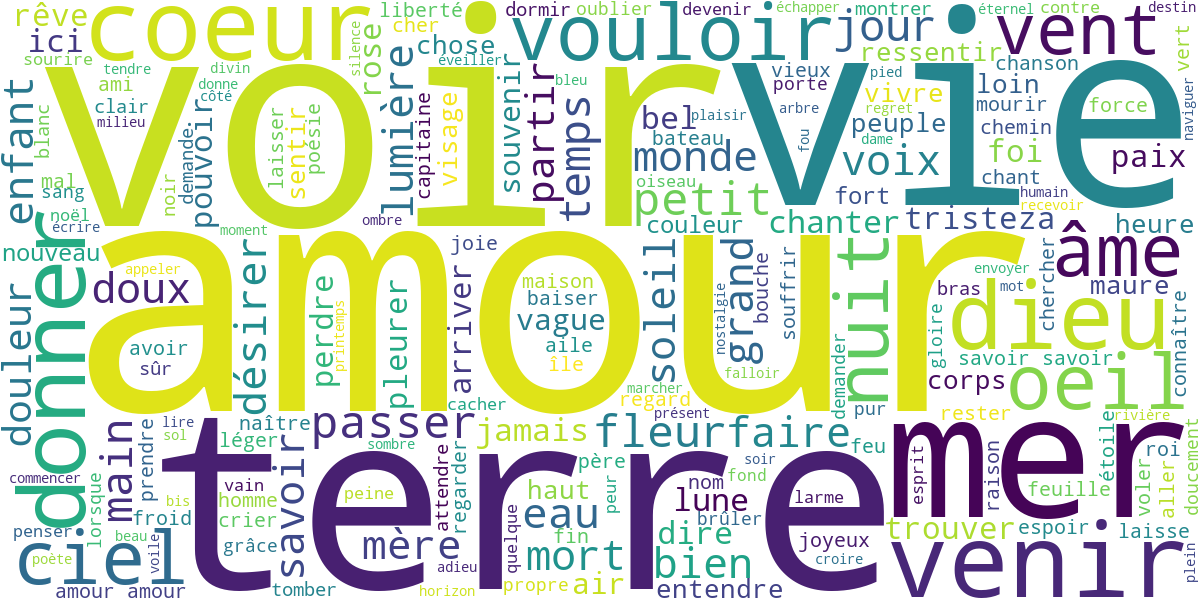 rêve
coeur
liberté
dormir
oublier
devenir
échapper
montrer
éternel
contre
destin
ici
cher
vouloir
jour
vent
sourire
chose
ressentir
vert
tendre
divin
voir
rose
silence
éveiller
lumière
souvenir
bleu
vie
vieux
pied
chanson
ami
donne
côté
porte
vivre
loin
naviguer
enfant
blanc
clair
milieu
demande
pouvoir
laisser
sentir
poésie
capitaine
visage
partir
temps
bel
plaisir
arbre
regret
mourir
force
bateau
fou
peuple
chemin
monde
dame
voix
foi
paix
mal
sang
noir
oiseau
petit
fort
chant
humain
recevoir
noël
écrire
ombre
couleur
chanter
tristeza
heure
nouveau
moment
amour
joie
âme
donner
appeler
désirer
maison
soleil
grand
bouche
souffrir
nuit
envoyer
mot
chercher
bras
maure
doux
perdre
printemps
pleurer
arriver
baiser
vague
nostalgie
dieu
gloire
connaître
douleur
avoir
sûr
aile
île
falloir
savoir savoir
marcher
regard
demander
corps
oeil
cacher
présent
pur
rester
rivière
lire
sol
naître
passer
jamais
fleur
faire
feu
étoile
roi
main
prendre
léger
sombre
terre
mer
commencer
savoir
regarder
père
soir
esprit
raison
voler
aller
doucement
vain
homme
peine
attendre
haut
peur
fond
nom
lune
larme
feuille
lorsque
bis
froid
crier
eau
brûler
trouver
espoir
laisse
penser
beau
grâce
mère
quelque
fin
dire
joyeux
ciel
poète
voile
adieu
mort
bien
croire
venir
plein
amour amour
tomber
horizon
propre
air
entendre